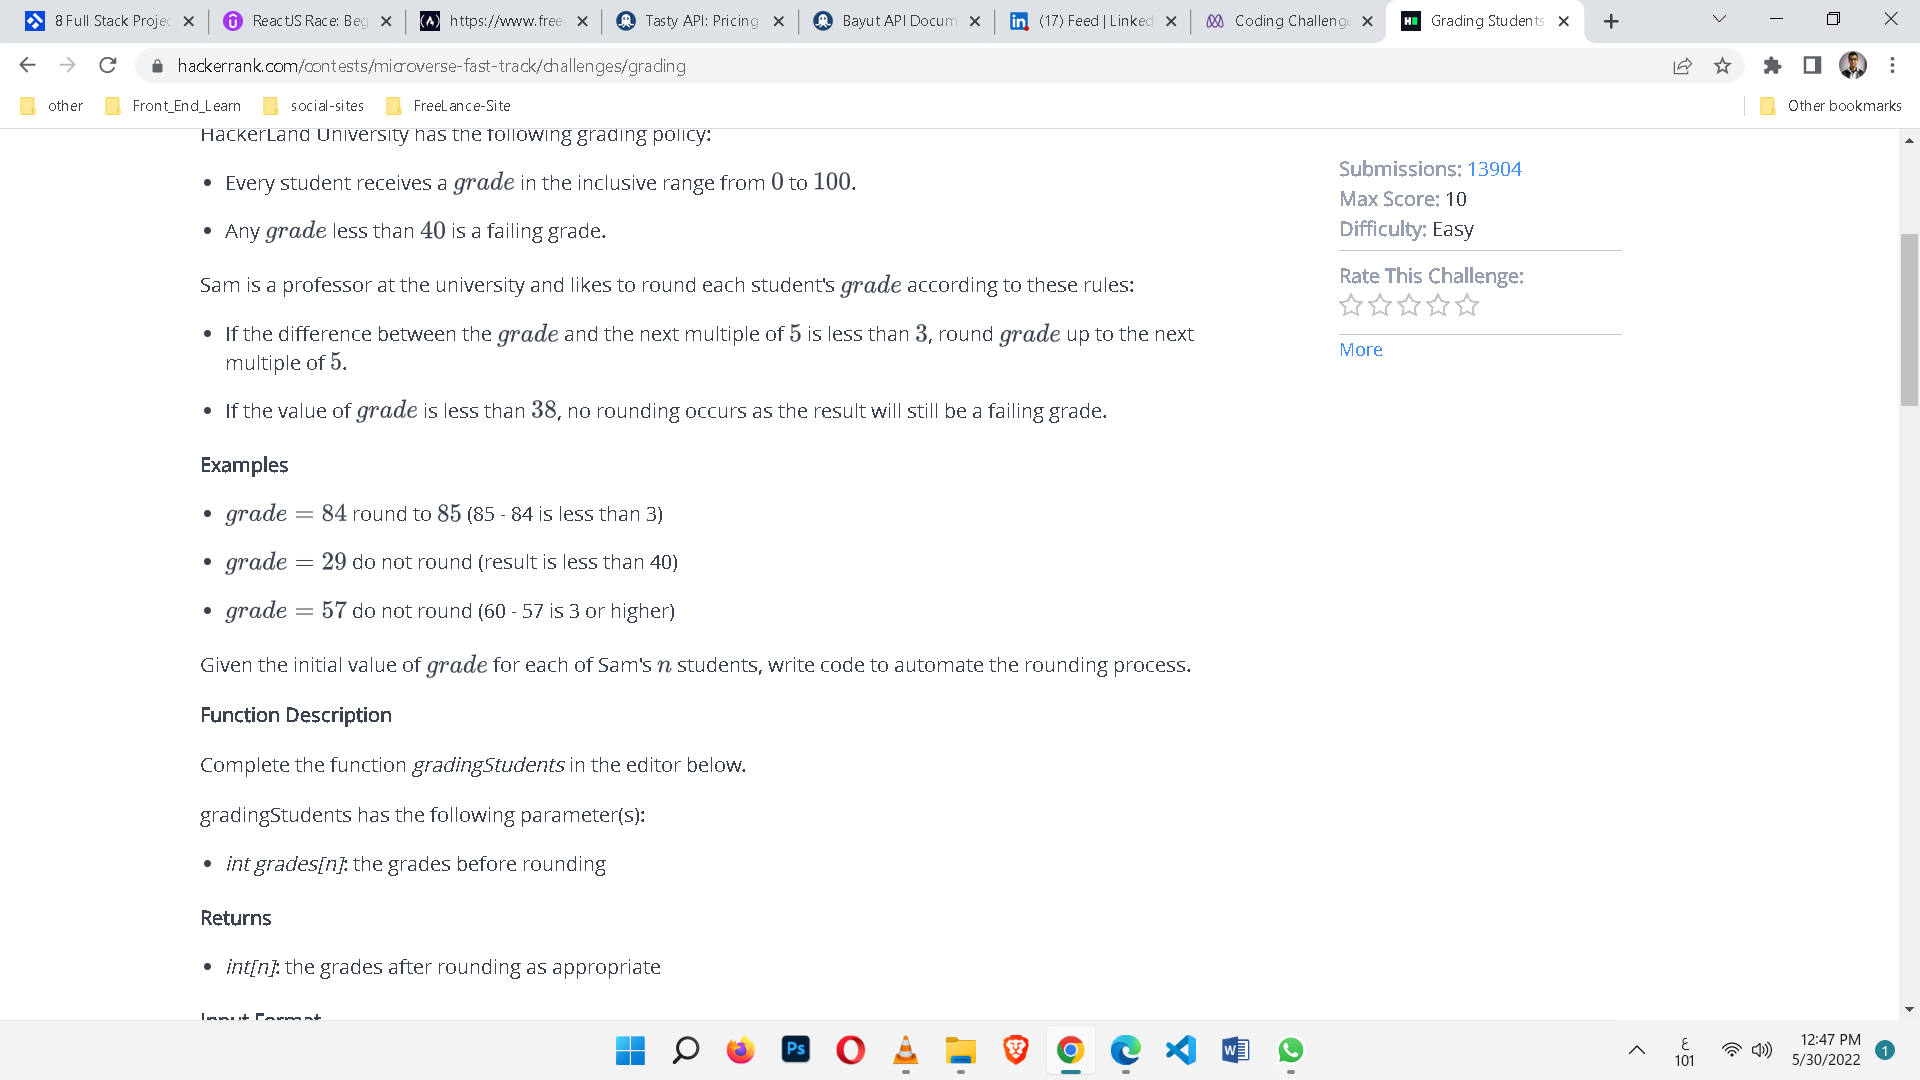 8 Full Stack Projec
ReactJS Race: Beg
https://www.free
Tasty API: Pricing
Bayut API Docum
(17) Feed | Linked
Coding Challenge
Grading Students
hackerrank.com/contests/microverse-fast-track/challenges/grading
other
Front_End_Learn
social-sites
FreeLance-Site
Other bookmarks
HackerLand University has the following grading policy:
• Every student receives a grade in the inclusive range from 0 to 100.
• Any grade less than 40 is a failing grade.
Sam is a professor at the university and likes to round each student's grade according to these rules:
• If the difference between the grade and the next multiple of 5 is less than 3, round grade up to the next
multiple of 5.
• If the value of grade is less than 38, no rounding occurs as the result will still be a failing grade.
Examples
• grade = 84 round to 85 (85 - 84 is less than 3)
• grade = 29 do not round (result is less than 40)
• grade = 57 do not round (60 - 57 is 3 or higher)
Given the initial value of grade for each of Sam's n students, write code to automate the rounding process.
Function Description
Complete the function gradingStudents in the editor below.
gradingStudents has the following parameter(s):
• int grades[n]: the grades before rounding
Returns
• int[n]: the grades after rounding as appropriate
Input Format
Submissions: 13904
Max Score: 10
Difficulty: Easy
Rate This Challenge:
More
Ps
ع
101
12:47 PM
5/30/2022
1